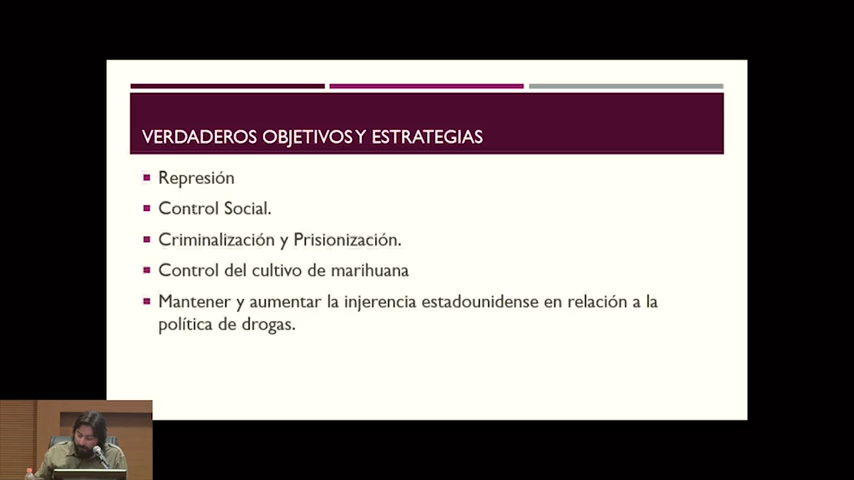 VERDADEROS OBJETIVOS Y ESTRATEGIAS
Represión
Control Social.
Criminalización y Prisionización.
Control del cultivo de marihuana
Mantener y aumentar la injerencia estadounidense en relación a la
política de drogas.